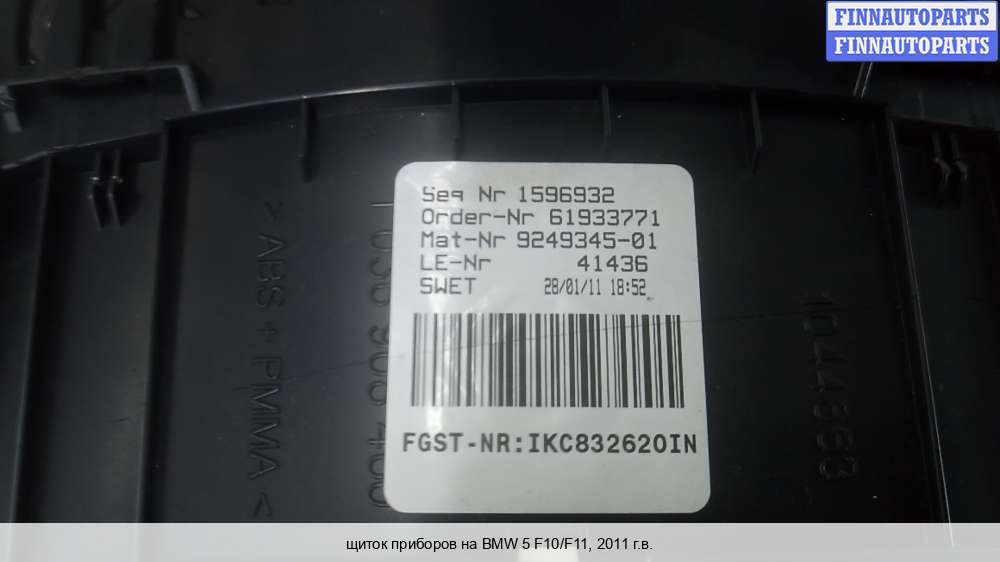 FINNAUTOPARTS
FINNAUTOPARTS
Seq Nr 1596932
Order-Nr 61933771
Mat-Nr 9249345-01
LE-Nr 41436
SWET 28/01/11 18:52
FGST-NR:IKC832620IN
> ABS + PMMA <
щиток приборов на BMW 5 F10/F11, 2011 г.в.